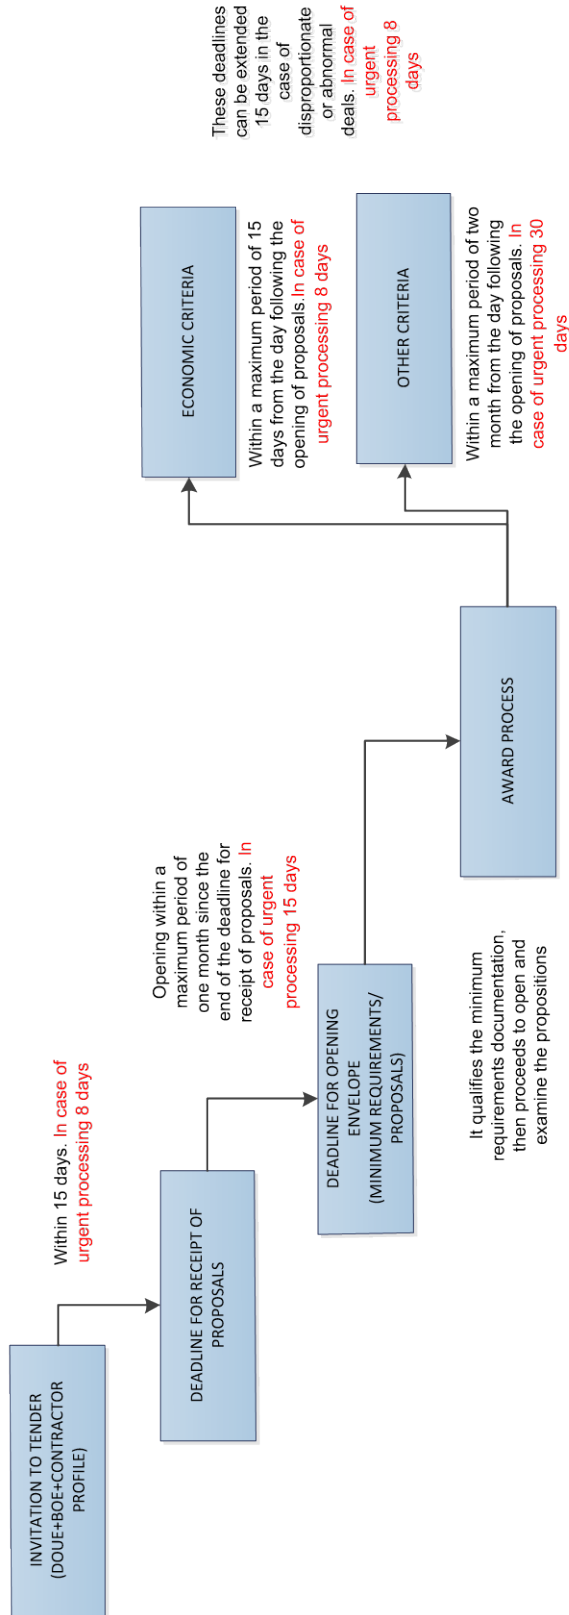 INVITATION TO TENDER
(DOUE+BOE+CONTRACTOR
PROFILE)
Within 15 days. In case of
urgent processing 8 days
DEADLINE FOR RECEIPT OF
PROPOSALS
Opening within a
maximum period of
one month since the
end of the deadline for
receipt of proposals. In
case of urgent
processing 15 days
DEADLINE FOR OPENING
ENVELOPE
(MINIMUM REQUIREMENTS/
PROPOSALS)
It qualifies the minimum
requirements documentation,
then proceeds to open and
examine the propositions
AWARD PROCESS
ECONOMIC CRITERIA
Within a maximum period of 15
days from the day following the
opening of proposals.In case of
urgent processing 8 days
OTHER CRITERIA
Within a maximum period of two
month from the day following
the opening of proposals. In
case of urgent processing 30
days
These deadlines
can be extended
15 days in the
case of
disproportionate
or abnormal
deals. In case of
urgent
processing 8
days